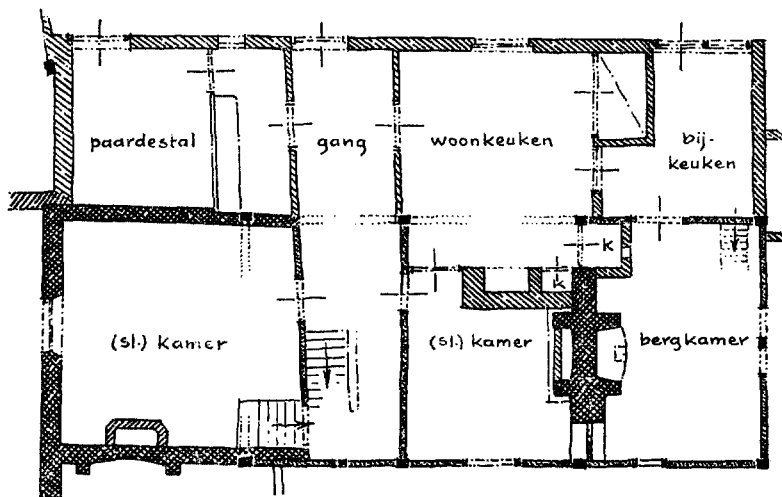 paardestal
gang
woonkeuken
bij-
keuken
k
k
(sl.) kamer
(sl.) kamer
bergkamer